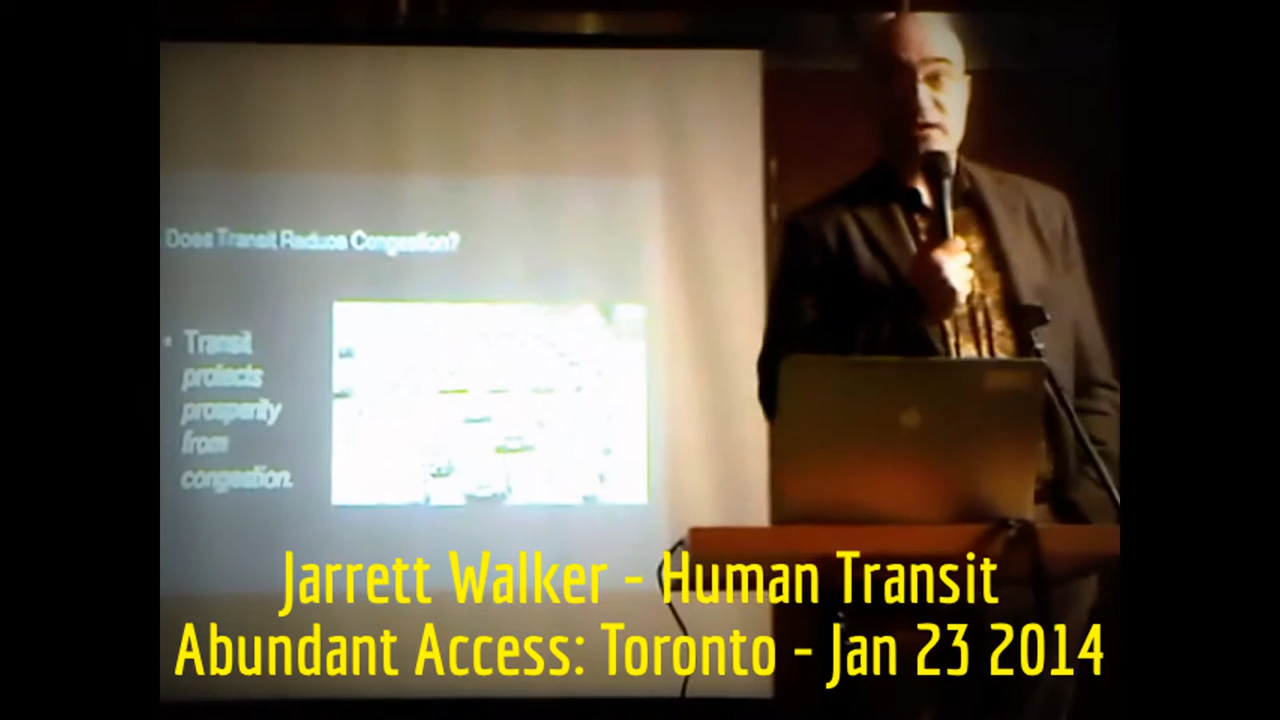 Does Transit Reduce Congestion?
• Transit
protects
prosperity
from
congestion.
Jarrett Walker - Human Transit
Abundant Access: Toronto - Jan 23 2014